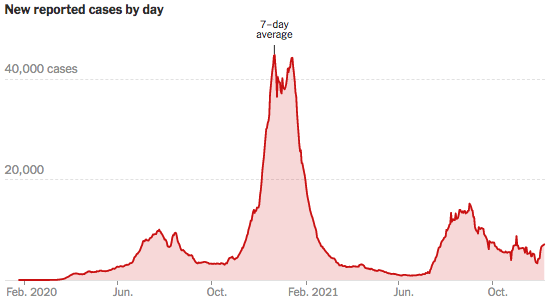 New reported cases by day
7–day
average
40,000 cases
20,000
Feb. 2020 Jun. Oct. Feb. 2021 Jun. Oct.